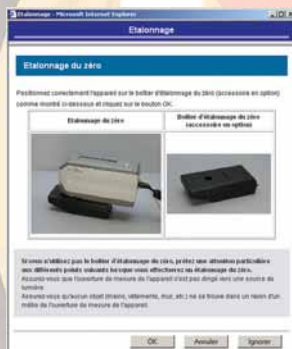 Etalonnage - Microsoft Internet Explorer
Etalonnage
Etalonnage du zéro
Positionnez correctement l'appareil sur le boîtier d'étalonnage du zéro (accessoire en option)
comme montré ci-dessous et cliquez sur le bouton OK.
Etalonnage du zéro
Boîtier d'étalonnage du zéro
(accessoire en option)
Si vous n'utilisez pas le boîtier d'étalonnage du zéro, prêtez une attention particulière
aux différents points suivants lorsque vous effectuerez un étalonnage du zéro.
Assurez-vous que l'ouverture de mesure de l'appareil n'est pas dirigé vers une source de
lumière.
Assurez-vous qu'aucun objet (mains, vêtements, mur, etc.) ne se trouve dans un rayon d'un
mètre de l'ouverture de mesure de l'appareil.
OK
Annuler
Ignorer